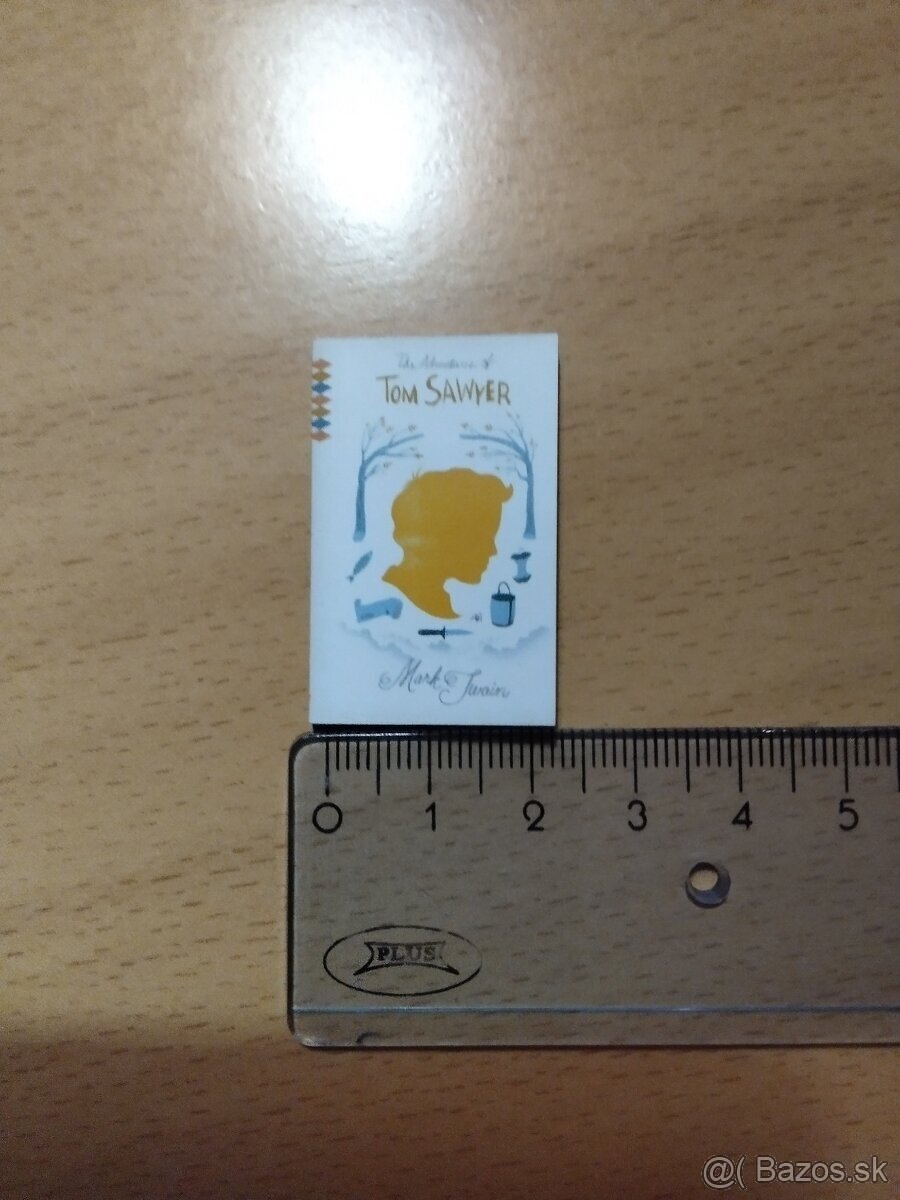 The Adventures of
TOM SAWYER
Mark Twain
0 1 2 3 4 5
PLUS
@( Bazos.sk